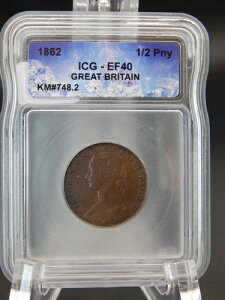 1862 1/2 Pny
ICG - EF40
GREAT BRITAIN
KM#748.2